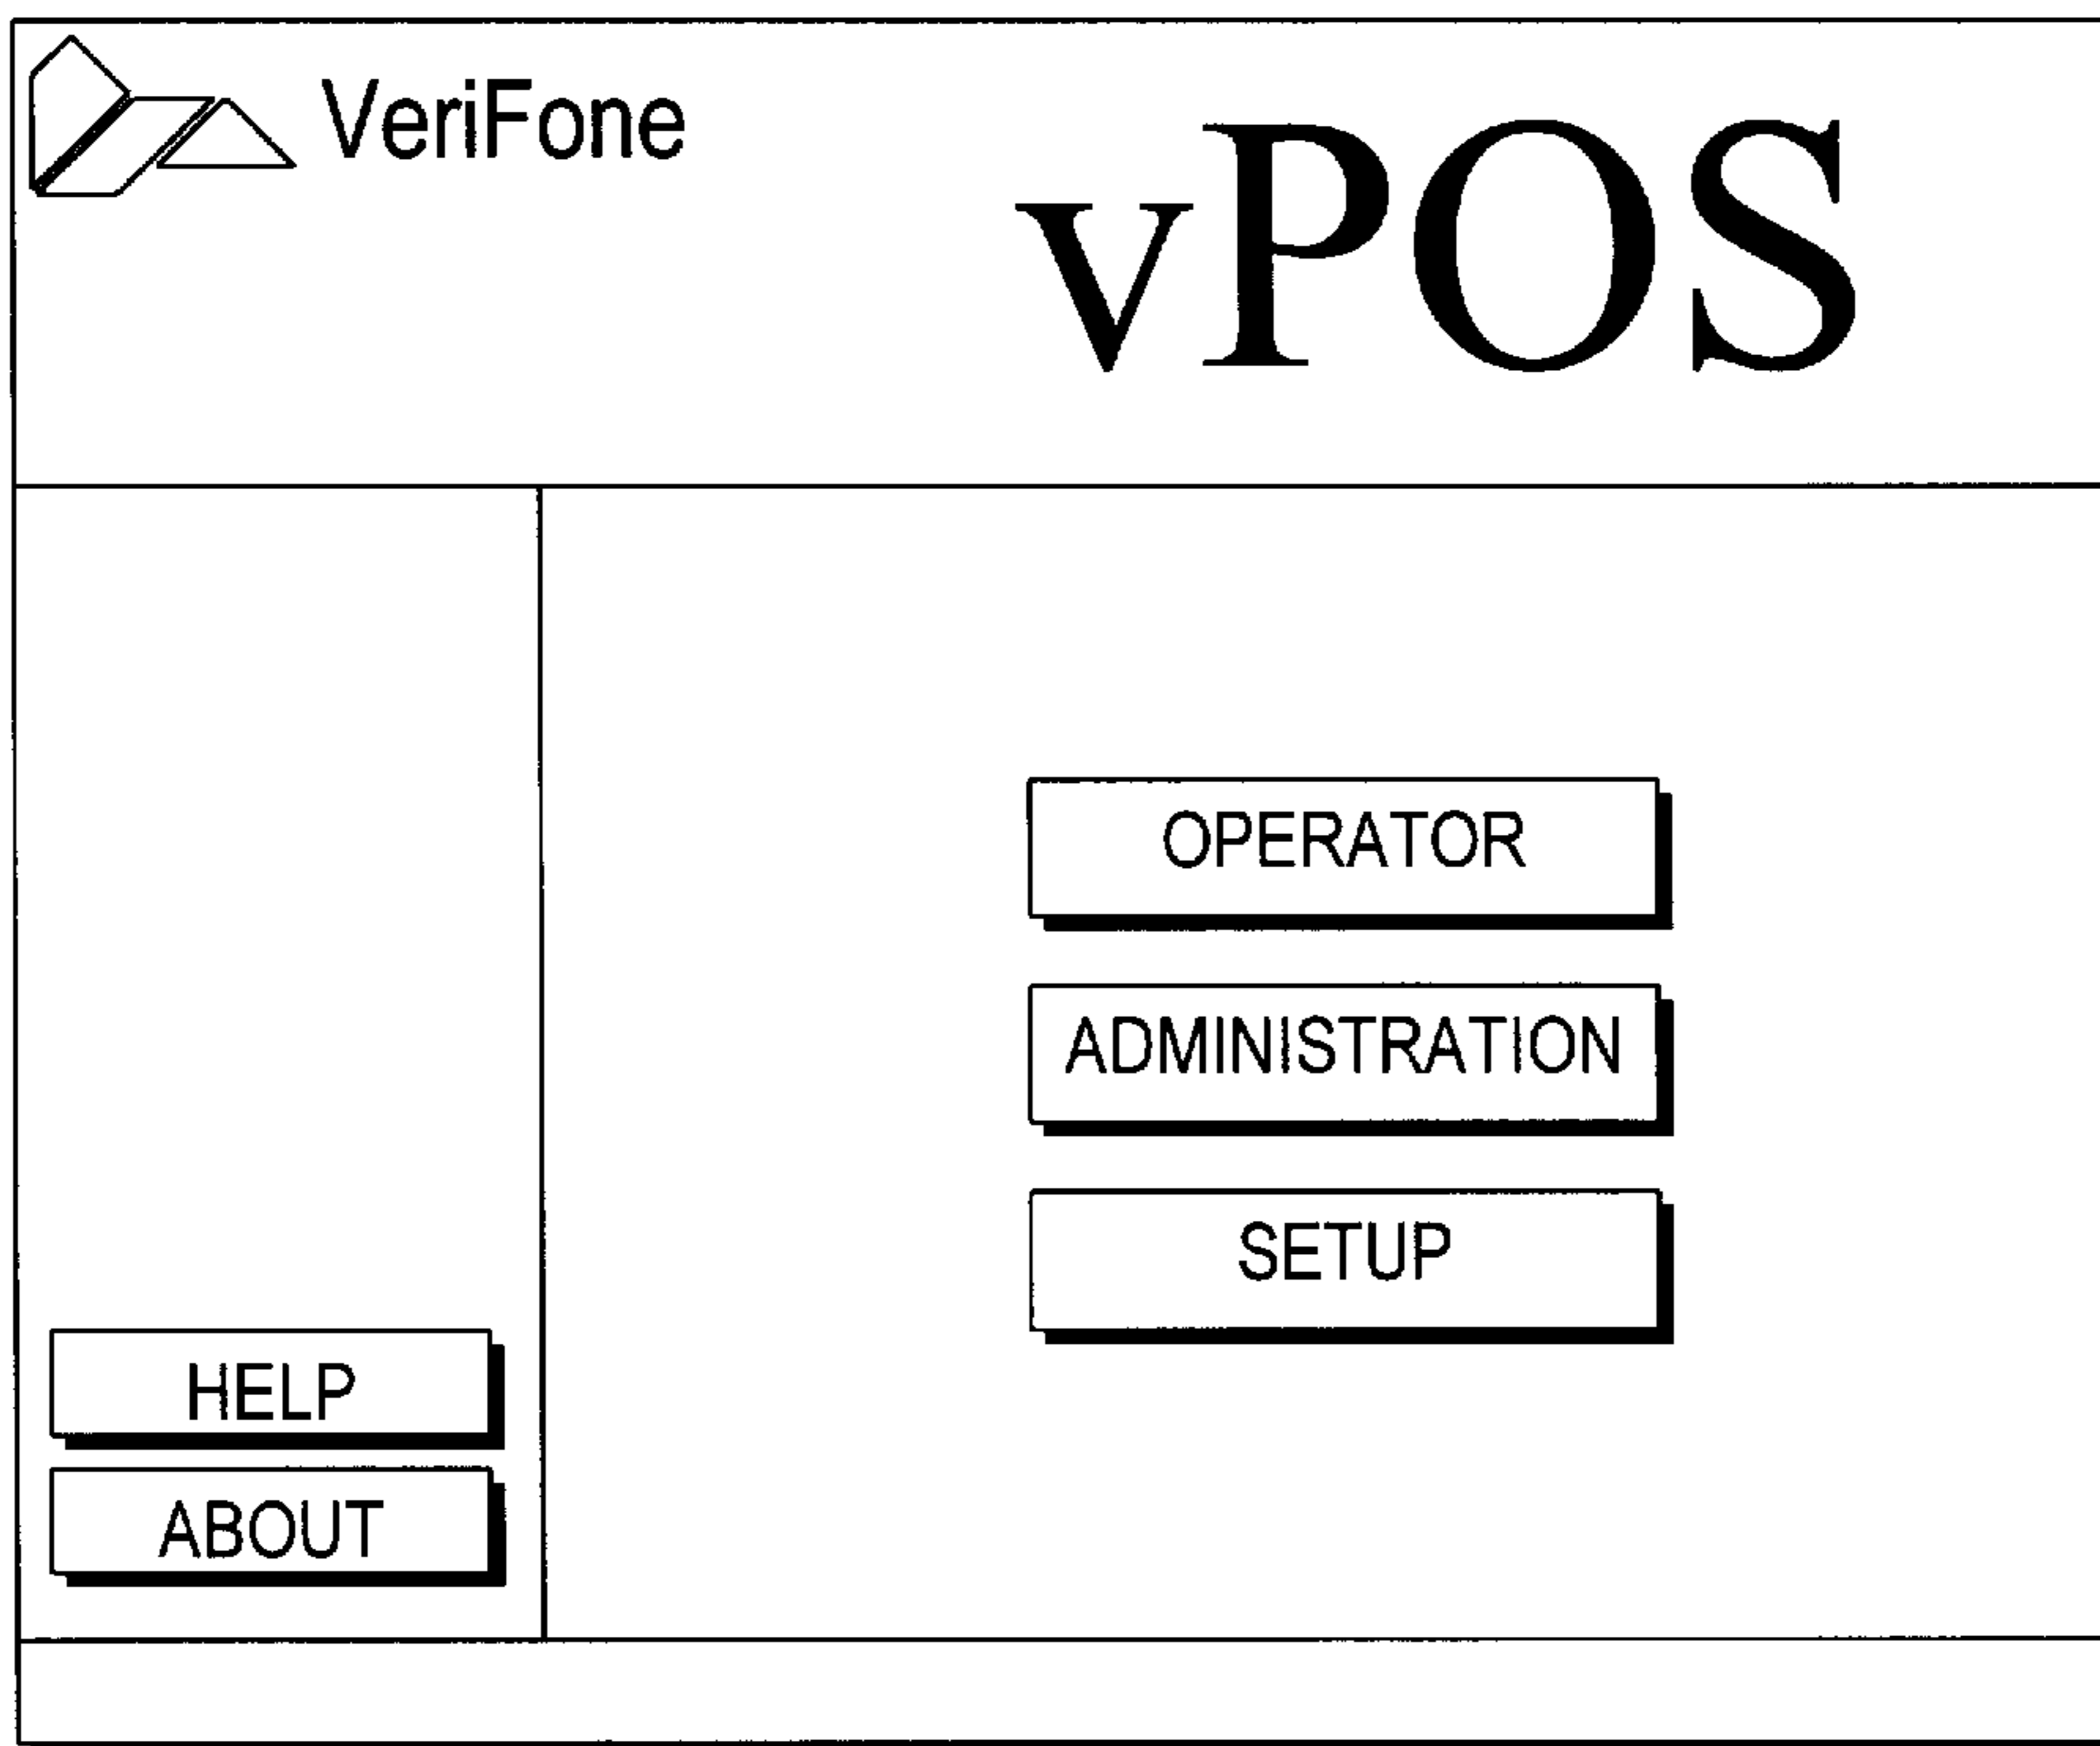 VeriFone
vPOS
OPERATOR
ADMINISTRATION
SETUP
HELP
ABOUT